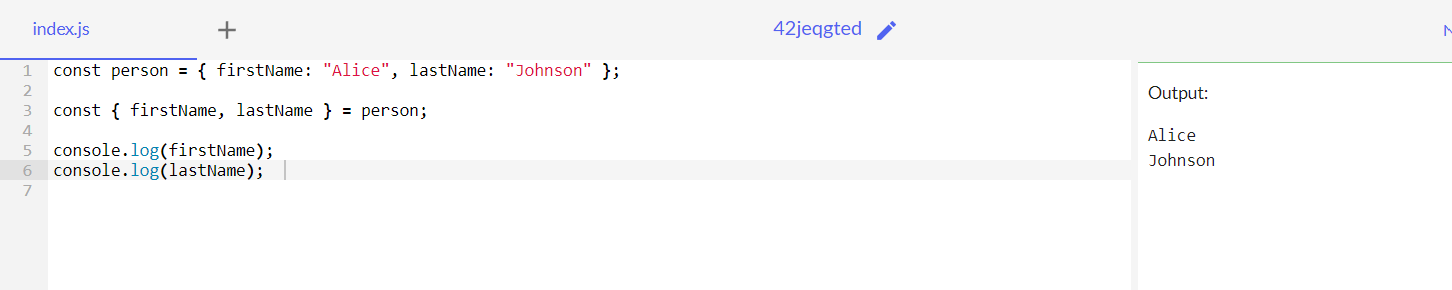 index.js + 42jeqgted
1 const person = { firstName: "Alice", lastName: "Johnson" };
2
3 const { firstName, lastName } = person;
4
5 console.log(firstName);
6 console.log(lastName);
7
Output:
Alice
Johnson